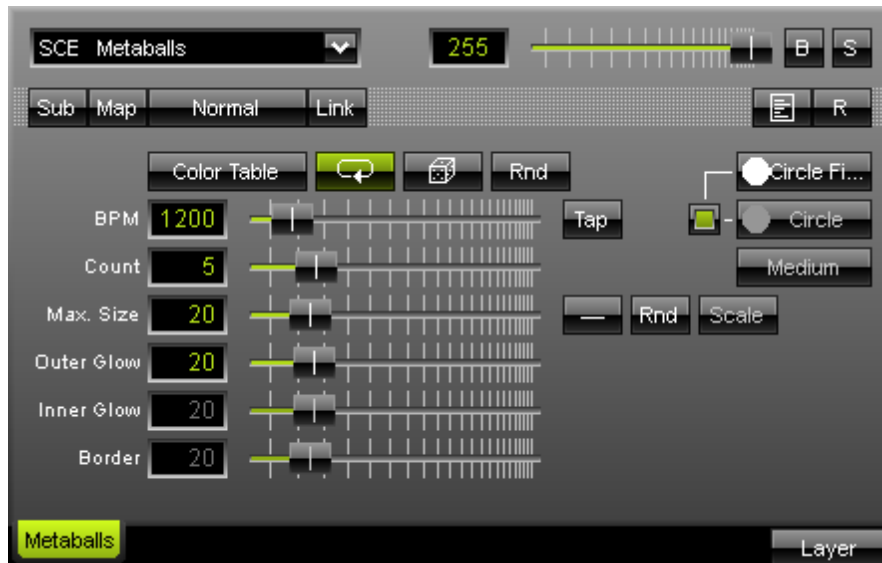 SCE Metaballs 255 B S
Sub Map Normal Link R
Color Table Rnd Circle Fi...
BPM 1200 Tap Circle
Count 5 Medium
Max. Size 20 Rnd Scale
Outer Glow 20
Inner Glow 20
Border 20
Metaballs
Layer